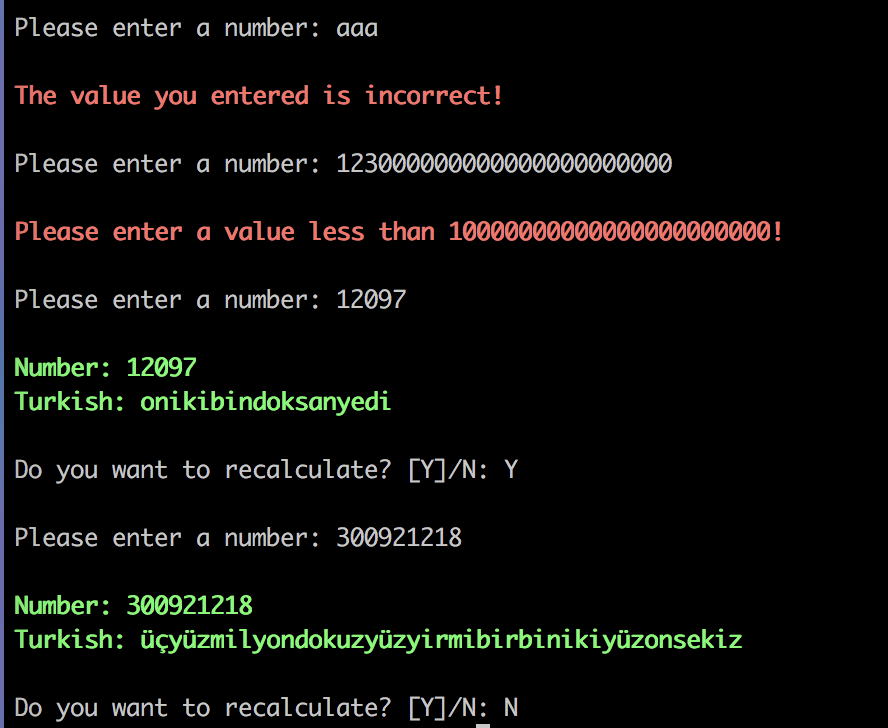 Please enter a number: aaa
The value you entered is incorrect!
Please enter a number: 123000000000000000000000
Please enter a value less than 10000000000000000000000!
Please enter a number: 12097
Number: 12097
Turkish: onikibindoksanyedi
Do you want to recalculate? [Y]/N: Y
Please enter a number: 300921218
Number: 300921218
Turkish: üçyüzmilyondokuzyüzyirmibirbinikiyüzonsekiz
Do you want to recalculate? [Y]/N: N